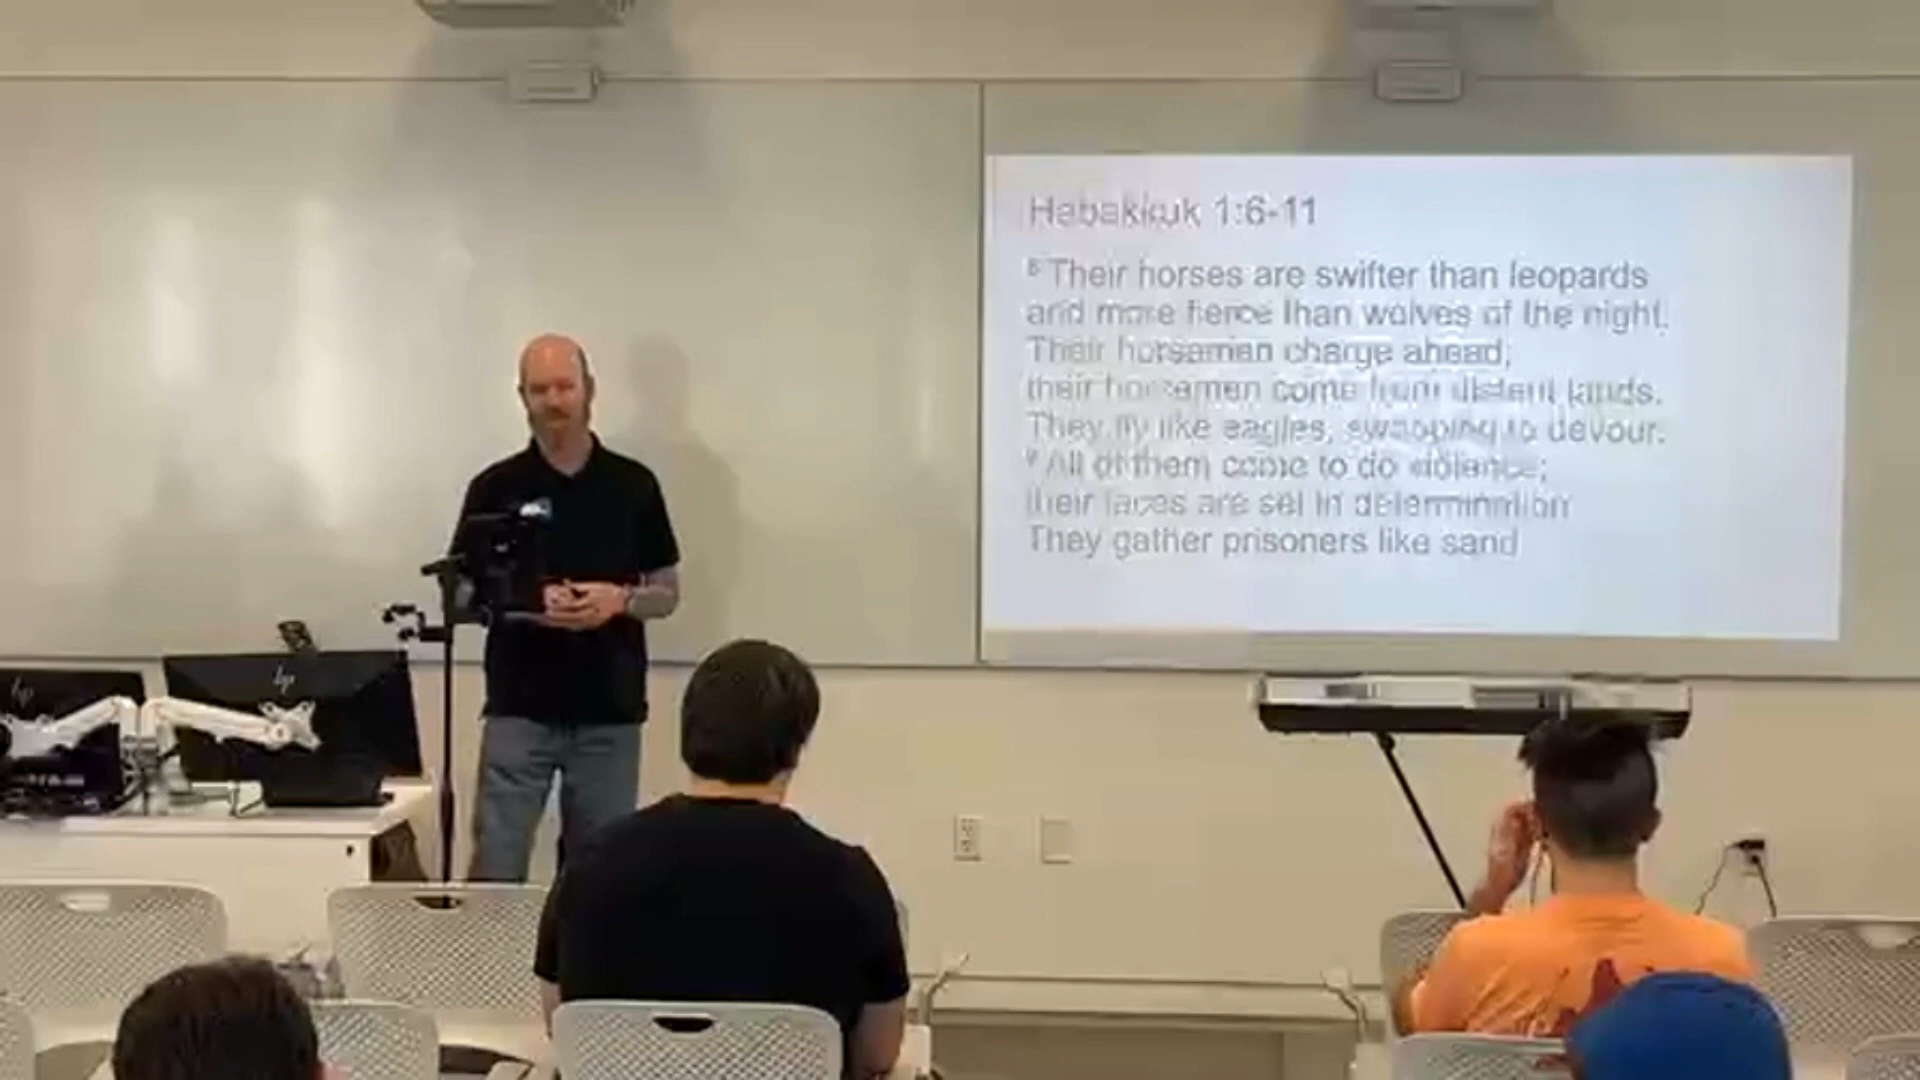 Habakkuk 1:6-11
8 Their horses are swifter than leopards
and more fierce than wolves of the night.
Their horsemen charge ahead;
their horsemen come from distant lands.
They fly like eagles, swooping to devour.
9 All of them come to do violence;
their faces are set in determination
They gather prisoners like sand
hp
hp